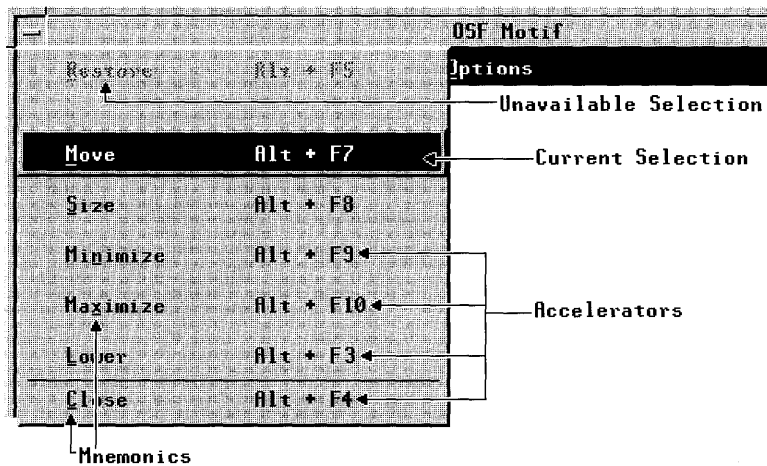 OSF Motif
Restore Alt + F5
Options
Unavailable Selection
Move Alt + F7
Current Selection
Size Alt + F8
Minimize Alt + F9
Maximize Alt + F10
Accelerators
Lower Alt + F3
Close Alt + F4
Mnemonics